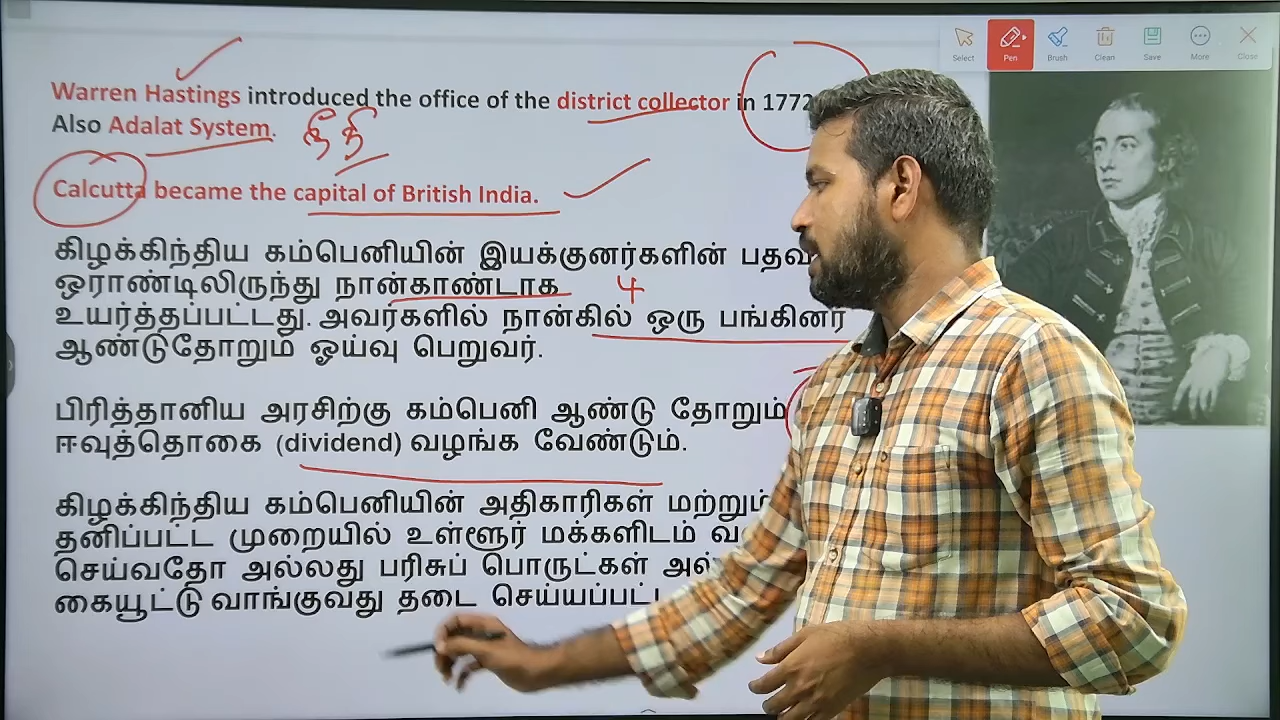 Select Pen Brush Clean Save More Close
Warren Hastings introduced the office of the district collector in 1772
Also Adalat System. நீதி
Calcutta became the capital of British India.
கிழக்கிந்திய கம்பெனியின் இயக்குனர்களின்
ஓராண்டிலிருந்து நான்காண்டாக 4
உயர்த்தப்பட்டது. அவர்களில் நான்கில் ஒரு பங்கினர்
ஆண்டுதோறும் ஓய்வு பெறுவர்.
பிரித்தானிய அரசிற்கு கம்பெனி ஆண்டு தோறும்
ஈவுத்தொகை (dividend) வழங்க வேண்டும்.
கிழக்கிந்திய கம்பெனியின் அதிகாரிகள் மற்றும்
தனிப்பட்ட முறையில் உள்ளூர் மக்களிடம்
செய்வதோ அல்லது பரிசுப் பொருட்கள்
கையூட்டு வாங்குவது தடை